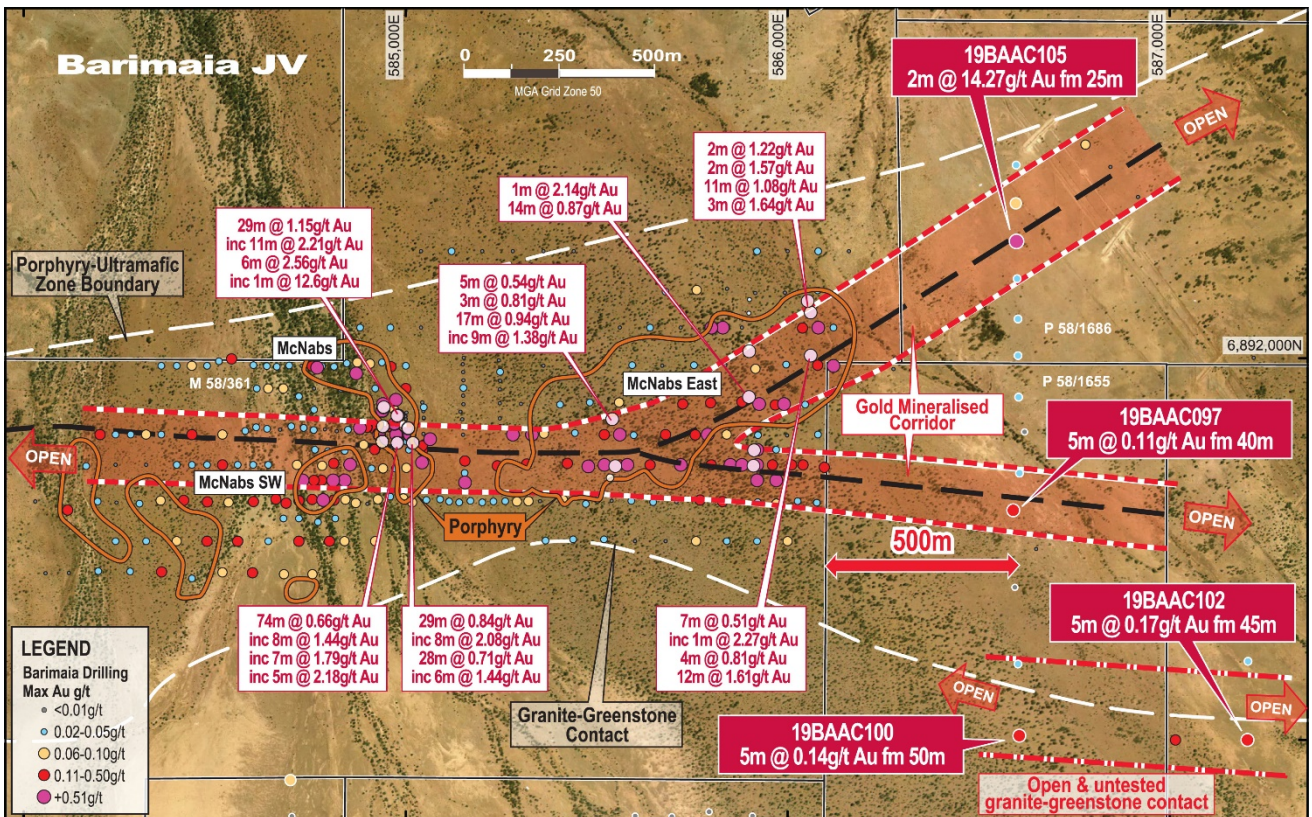 Barimaia JV
585,000E
0 250 500m
MGA Grid Zone 50
586,000E
587,000E
19BAAC105
2m @ 14.27g/t Au fm 25m
OPEN
2m @ 1.22g/t Au
2m @ 1.57g/t Au
11m @ 1.08g/t Au
3m @ 1.64g/t Au
1m @ 2.14g/t Au
14m @ 0.87g/t Au
29m @ 1.15g/t Au
inc 11m @ 2.21g/t Au
6m @ 2.56g/t Au
inc 1m @ 12.6g/t Au
Porphyry-Ultramafic
Zone Boundary
5m @ 0.54g/t Au
3m @ 0.81g/t Au
17m @ 0.94g/t Au
inc 9m @ 1.38g/t Au
P 58/1686
6,892,000N
McNabs
M 58/361
McNabs East
P 58/1655
Gold Mineralised
Corridor
19BAAC097
5m @ 0.11g/t Au fm 40m
OPEN
McNabs SW
Porphyry
OPEN
500m
19BAAC102
5m @ 0.17g/t Au fm 45m
74m @ 0.66g/t Au
inc 8m @ 1.44g/t Au
inc 7m @ 1.79g/t Au
inc 5m @ 2.18g/t Au
29m @ 0.84g/t Au
inc 8m @ 2.08g/t Au
28m @ 0.71g/t Au
inc 6m @ 1.44g/t Au
7m @ 0.51g/t Au
inc 1m @ 2.27g/t Au
4m @ 0.81g/t Au
12m @ 1.61g/t Au
OPEN
OPEN
Granite-Greenstone
Contact
19BAAC100
5m @ 0.14g/t Au fm 50m
Open & untested
granite-greenstone contact
LEGEND
Barimaia Drilling
Max Au g/t
<0.01g/t
0.02-0.05g/t
0.06-0.10g/t
0.11-0.50g/t
+0.51g/t